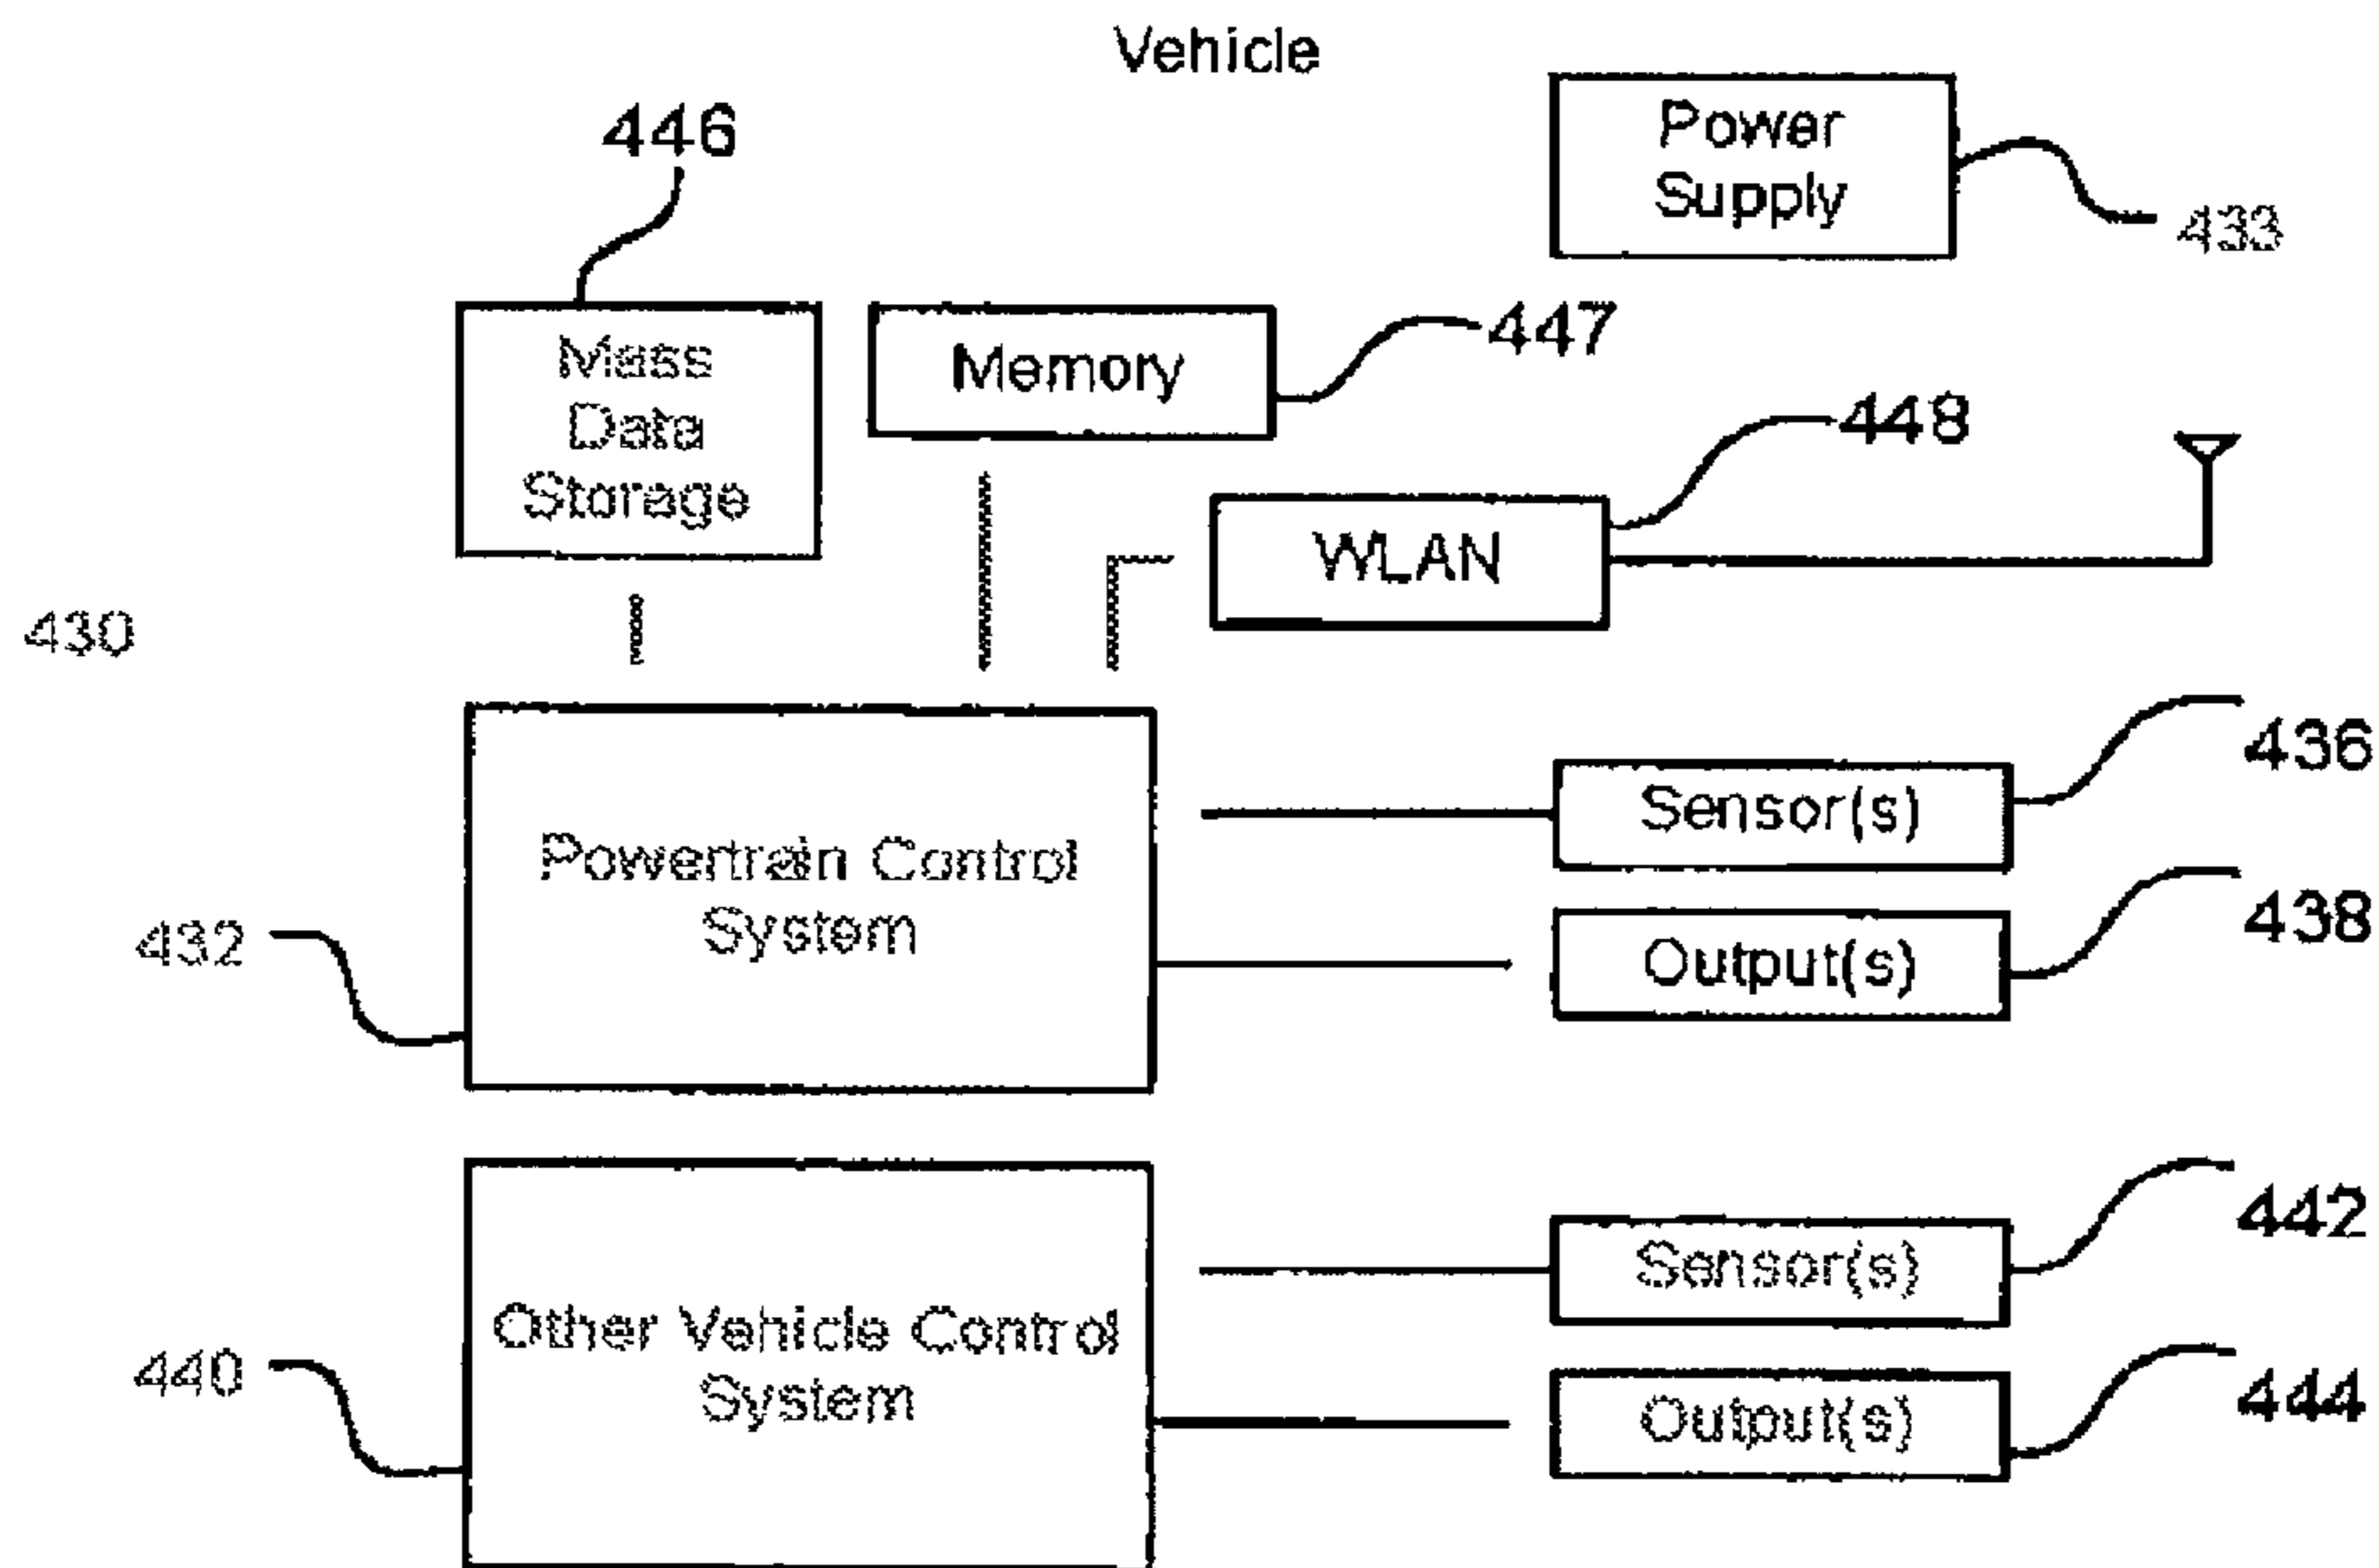 Vehicle
446
Power
Supply
433
Mass
Data
Storage
Memory
447
448
WLAN
430
436
Sensor(s)
Powertrain Control
System
432
438
Output(s)
442
Sensor(s)
Other Vehicle Control
System
440
444
Output(s)